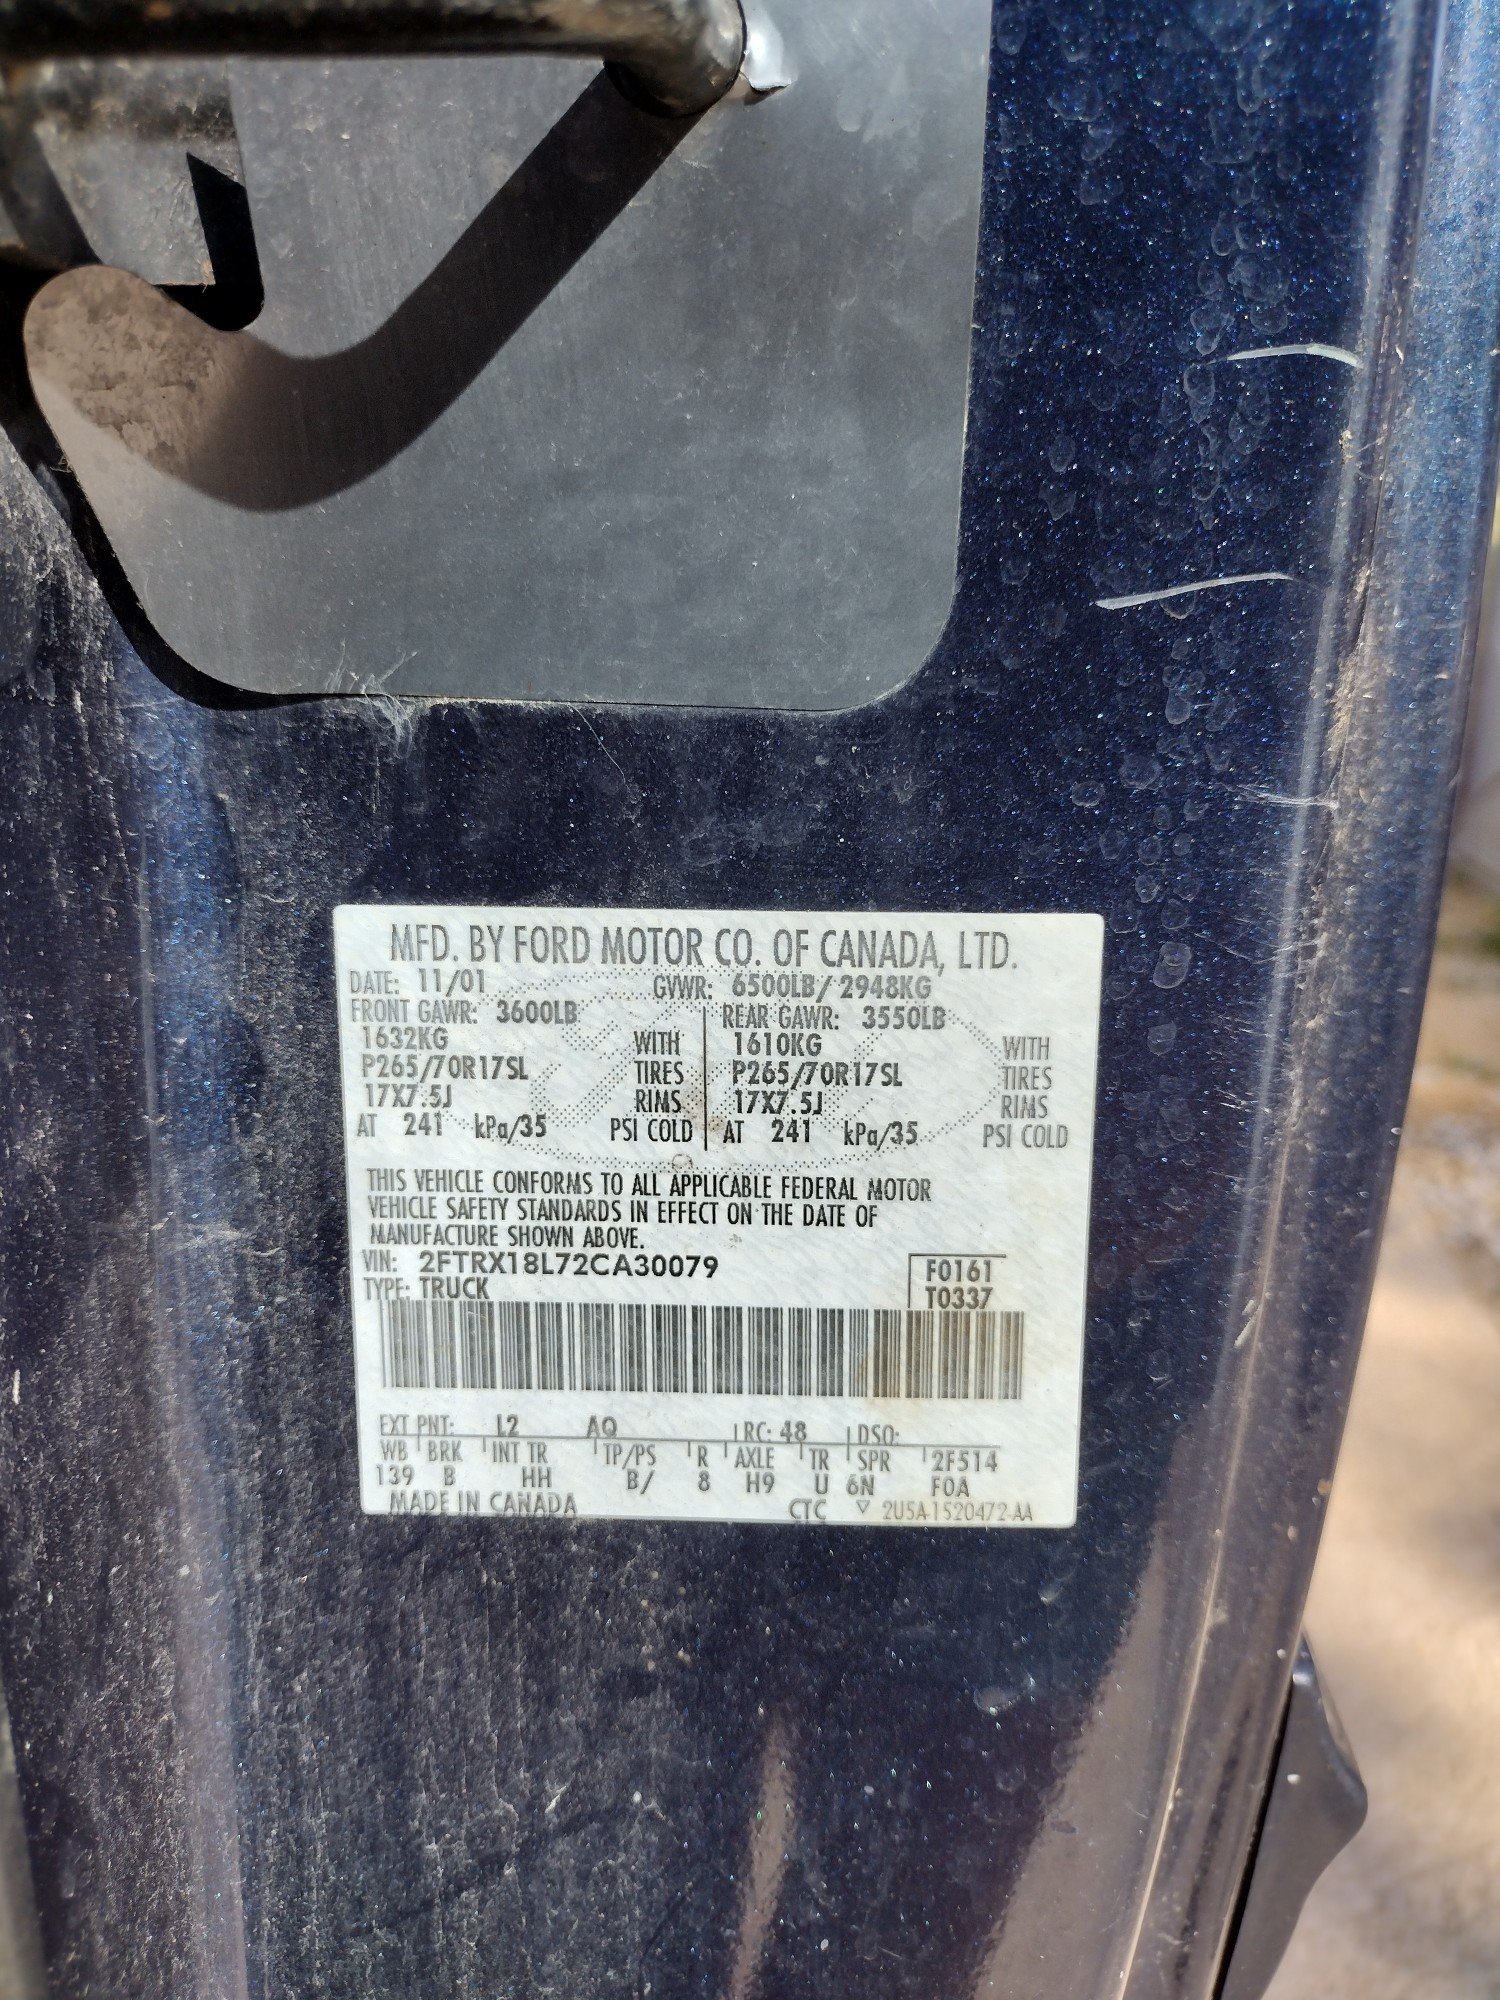 MFD. BY FORD MOTOR CO. OF CANADA, LTD.
DATE: 11/01 GVWR: 6500LB/ 2948KG
FRONT GAWR: 3600LB REAR GAWR: 3550LB
1632KG WITH 1610KG WITH
P265/70R17SL TIRES P265/70R17SL TIRES
17X7.5J RIMS 17X7.5J RIMS
AT 241 kPa/35 PSI COLD AT 241 kPa/35 PSI COLD
THIS VEHICLE CONFORMS TO ALL APPLICABLE FEDERAL MOTOR
VEHICLE SAFETY STANDARDS IN EFFECT ON THE DATE OF
MANUFACTURE SHOWN ABOVE.
VIN: 2FTRX18L72CA30079 F0161
TYPE: TRUCK T0337
EXT PNT: L2 AQ RC: 48 DSO:
WB BRK INT TR TP/PS R AXLE TR SPR 2F514
139 B HH B/ 8 H9 U 6N FOA
MADE IN CANADA CTC ▽ 2U5A-1520472-AA